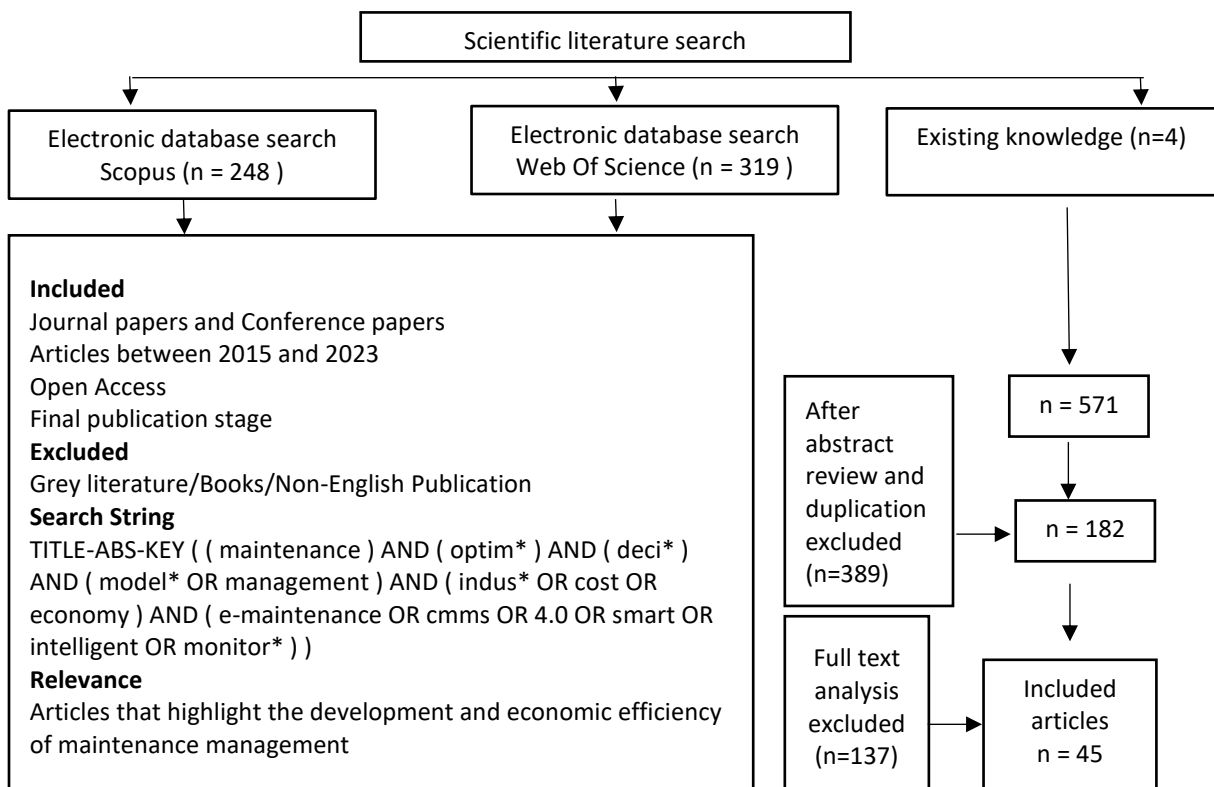 Scientific literature search
Electronic database search
Scopus (n = 248 )
Electronic database search
Web Of Science (n = 319 )
Existing knowledge (n=4)
Included
Journal papers and Conference papers
Articles between 2015 and 2023
Open Access
Final publication stage
Excluded
Grey literature/Books/Non-English Publication
Search String
TITLE-ABS-KEY ( ( maintenance ) AND ( optim* ) AND ( deci* )
AND ( model* OR management ) AND ( indus* OR cost OR
economy ) AND ( e-maintenance OR cmms OR 4.0 OR smart OR
intelligent OR monitor* ) )
Relevance
Articles that highlight the development and economic efficiency
of maintenance management
n = 571
After
abstract
review and
duplication
excluded
(n=389)
n = 182
Full text
analysis
excluded
(n=137)
Included
articles
n = 45